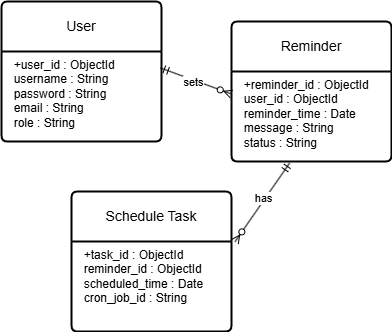 User
+user_id : ObjectId
username : String
password : String
email : String
role : String
sets
Reminder
+reminder_id : ObjectId
user_id : ObjectId
reminder_time : Date
message : String
status : String
has
Schedule Task
+task_id : ObjectId
reminder_id : ObjectId
scheduled_time : Date
cron_job_id : String